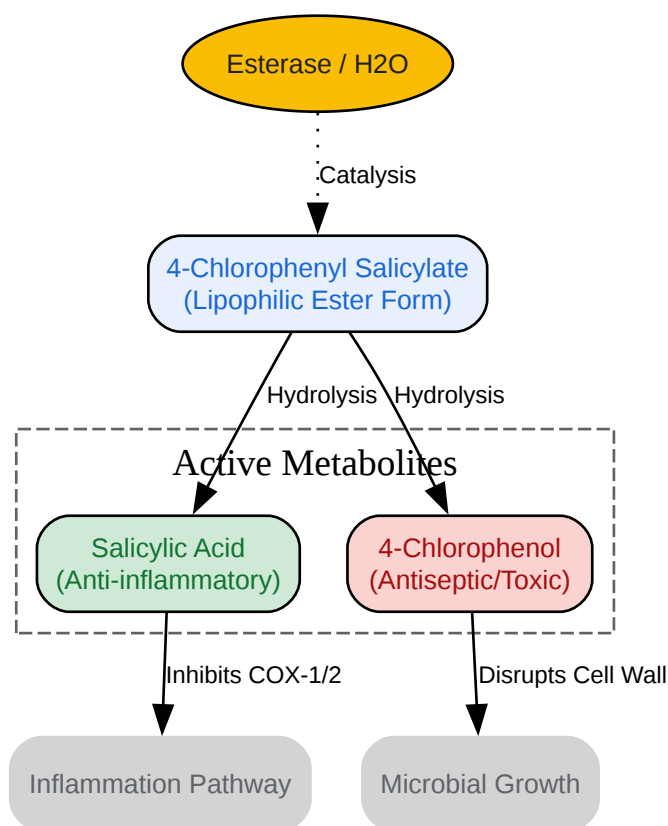 Esterase / H2O
Catalysis
4-Chlorophenyl Salicylate
(Lipophilic Ester Form)
Hydrolysis
Hydrolysis
Active Metabolites
Salicylic Acid
(Anti-inflammatory)
4-Chlorophenol
(Antiseptic/Toxic)
Inhibits COX-1/2
Disrupts Cell Wall
Inflammation Pathway
Microbial Growth